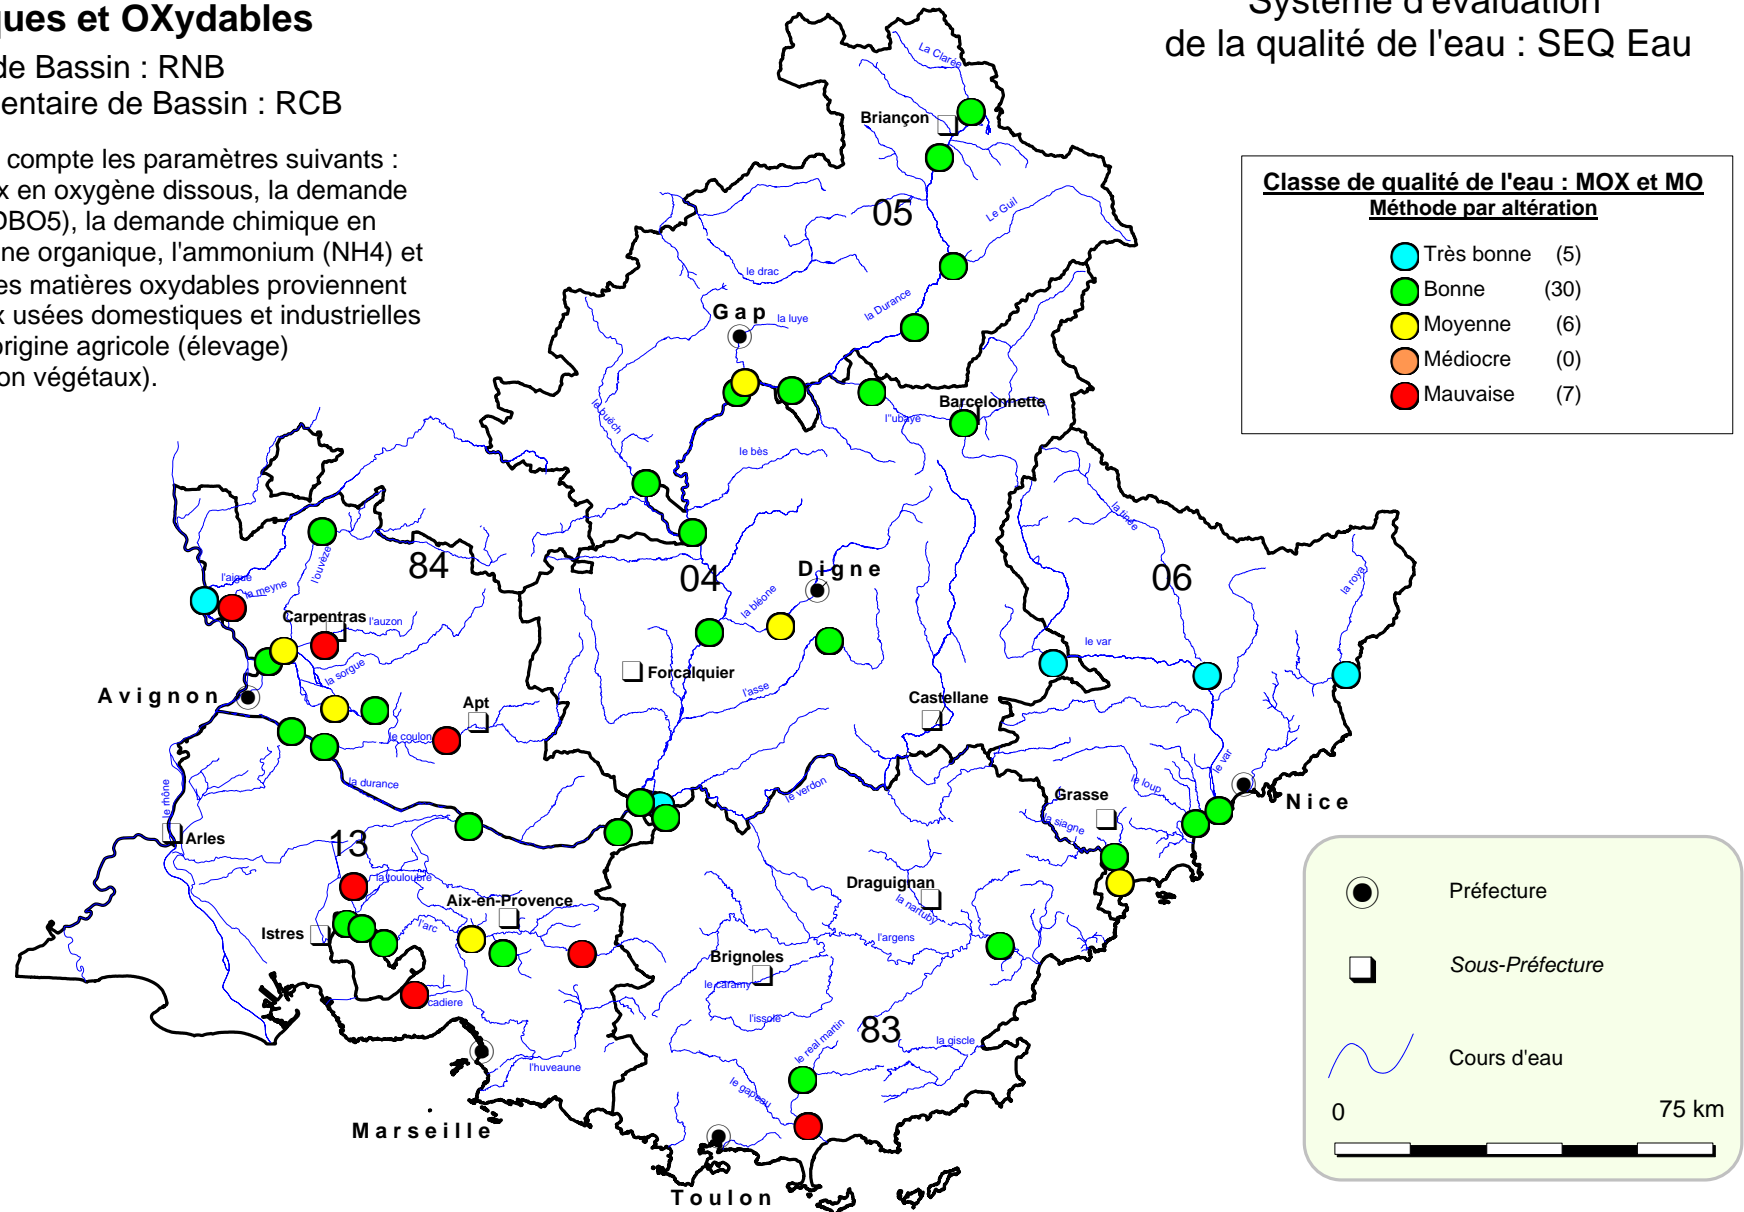 ques et OXydables
de Bassin : RNB
entaire de Bassin : RCB
compte les paramètres suivants :
x en oxygène dissous, la demande
DBO5), la demande chimique en
ne organique, l'ammonium (NH4) et
es matières oxydables proviennent
x usées domestiques et industrielles
origine agricole (élevage)
on végétaux).
Système d'évaluation
de la qualité de l'eau : SEQ Eau
Classe de qualité de l'eau : MOX et MO
Méthode par altération
Très bonne (5)
Bonne (30)
Moyenne (6)
Médiocre (0)
Mauvaise (7)
La Clarée
Briançon
05
Le Guil
le drac
la Durance
Gap
la luye
Barcelonnette
l"ubaye
le buëch
le bès
la tinée
la roya
84
l'ouvèze
l'aigue
la meyne
Carpentras
l'auzon
04
Digne
la bléone
06
le var
la sorgue
Forcalquier
l'asse
Avignon
Apt
Castellane
le coulon
la durance
le verdon
le var
le loup
Nice
Grasse
la siagne
le rhône
Arles
13
la touloubre
Aix-en-Provence
Draguignan
la nartuby
Istres
l'arc
l'argens
Brignoles
le caramy
cadiere
l'issole
83
le real martin
la giscle
l'huveaune
le gapeau
Marseille
Toulon
Préfecture
Sous-Préfecture
Cours d'eau
0 75 km